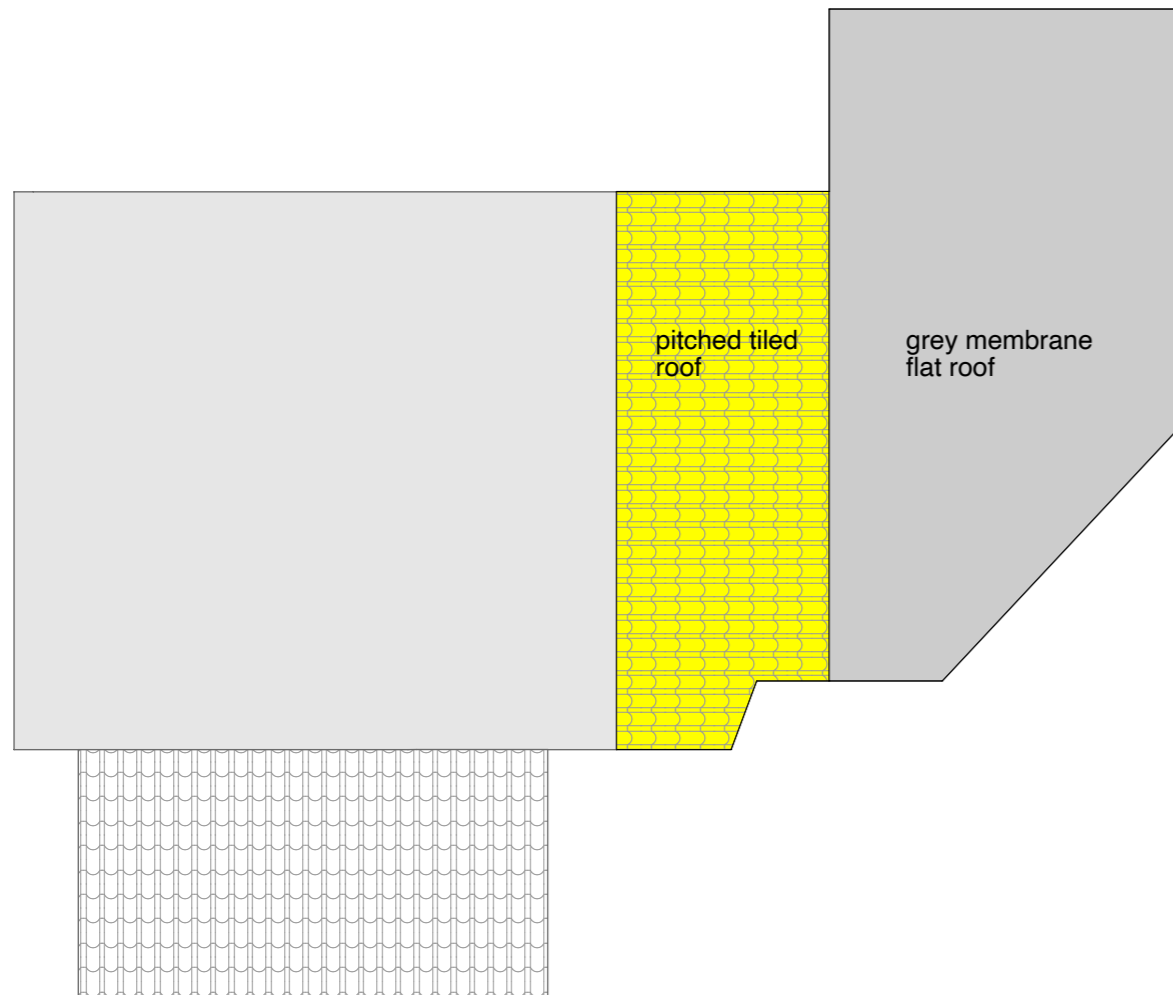 pitched tiled
roof
grey membrane
flat roof